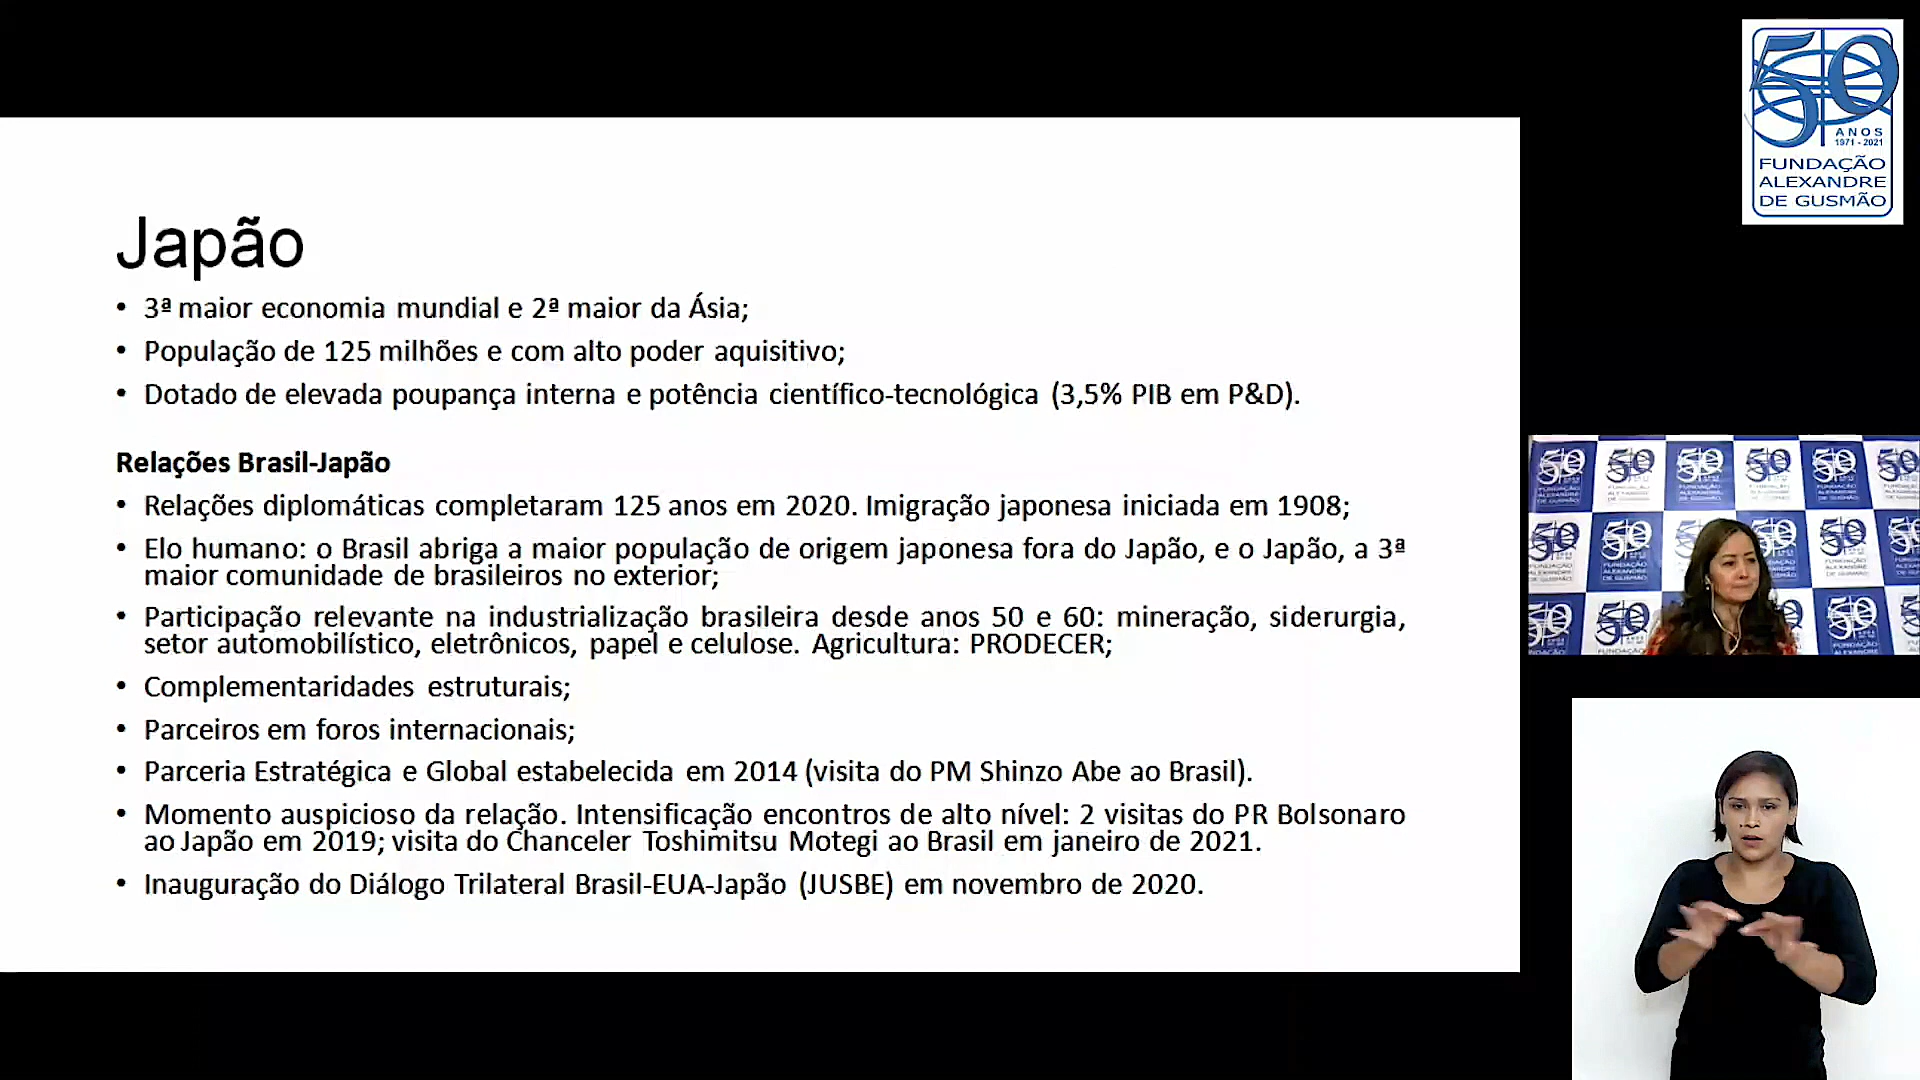 50
ANOS
1971 - 2021
FUNDAÇÃO
ALEXANDRE
DE GUSMÃO
Japão
• 3ª maior economia mundial e 2ª maior da Ásia;
• População de 125 milhões e com alto poder aquisitivo;
• Dotado de elevada poupança interna e potência científico-tecnológica (3,5% PIB em P&D).
Relações Brasil-Japão
• Relações diplomáticas completaram 125 anos em 2020. Imigração japonesa iniciada em 1908;
• Elo humano: o Brasil abriga a maior população de origem japonesa fora do Japão, e o Japão, a 3ª
maior comunidade de brasileiros no exterior;
• Participação relevante na industrialização brasileira desde anos 50 e 60: mineração, siderurgia,
setor automobilístico, eletrônicos, papel e celulose. Agricultura: PRODECER;
• Complementaridades estruturais;
• Parceiros em foros internacionais;
• Parceria Estratégica e Global estabelecida em 2014 (visita do PM Shinzo Abe ao Brasil).
• Momento auspicioso da relação. Intensificação encontros de alto nível: 2 visitas do PR Bolsonaro
ao Japão em 2019; visita do Chanceler Toshimitsu Motegi ao Brasil em janeiro de 2021.
• Inauguração do Diálogo Trilateral Brasil-EUA-Japão (JUSBE) em novembro de 2020.